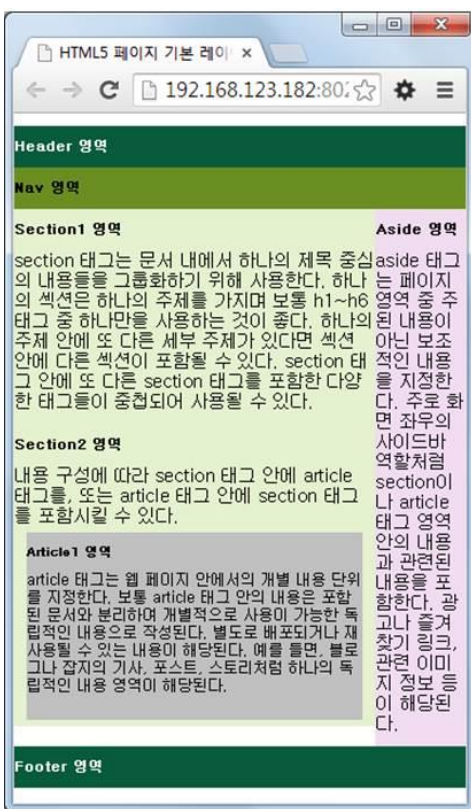 HTML5 페이지 기본 레이
192.168.123.182:802
Header 영역
Nav 영역
Section1 영역
section 태그는 문서 내에서 하나의 제목 중심
의 내용들을 그룹화하기 위해 사용한다. 하나
의 섹션은 하나의 주제를 가지며 보통 h1~h6
태그 중 하나만을 사용하는 것이 좋다. 하나의
주제 안에 또 다른 세부 주제가 있다면 섹션
안에 다른 섹션이 포함될 수 있다. section 태
그 안에 또 다른 section 태그를 포함한 다양
한 태그들이 중첩되어 사용될 수 있다.
Section2 영역
내용 구성에 따라 section 태그 안에 article
태그를, 또는 article 태그 안에 section 태그
를 포함시킬 수 있다.
Article1 영역
article 태그는 웹 페이지 안에서의 개별 내용 단위
를 지정한다. 보통 article 태그 안의 내용은 포함
된 문서와 분리하여 개별적으로 사용이 가능한 독
립적인 내용으로 작성된다. 별도로 배포되거나 재
사용될 수 있는 내용이 해당된다. 예를 들면, 블로
그나 잡지의 기사, 포스트, 스토리처럼 하나의 독
립적인 내용 영역이 해당된다.
Aside 영역
aside 태그
는 페이지
영역 중 주
된 내용이
아닌 보조
적인 내용
을 지정한
다. 주로 화
면 좌우의
사이드바
역할처럼
section이
나 article
태그 영역
안의 내용
과 관련된
내용을 포
함한다. 광
고나 즐겨
찾기 링크,
관련 이미
지 정보 등
이 해당된
다.
Footer 영역